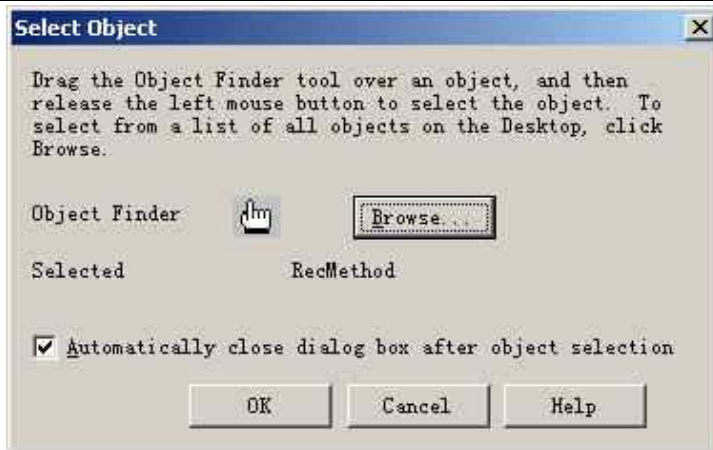 Select Object
Drag the Object Finder tool over an object, and then
release the left mouse button to select the object.  To
select from a list of all objects on the Desktop, click
Browse.
Object Finder
Browse...
Selected RecMethod
Automatically close dialog box after object selection
OK Cancel Help